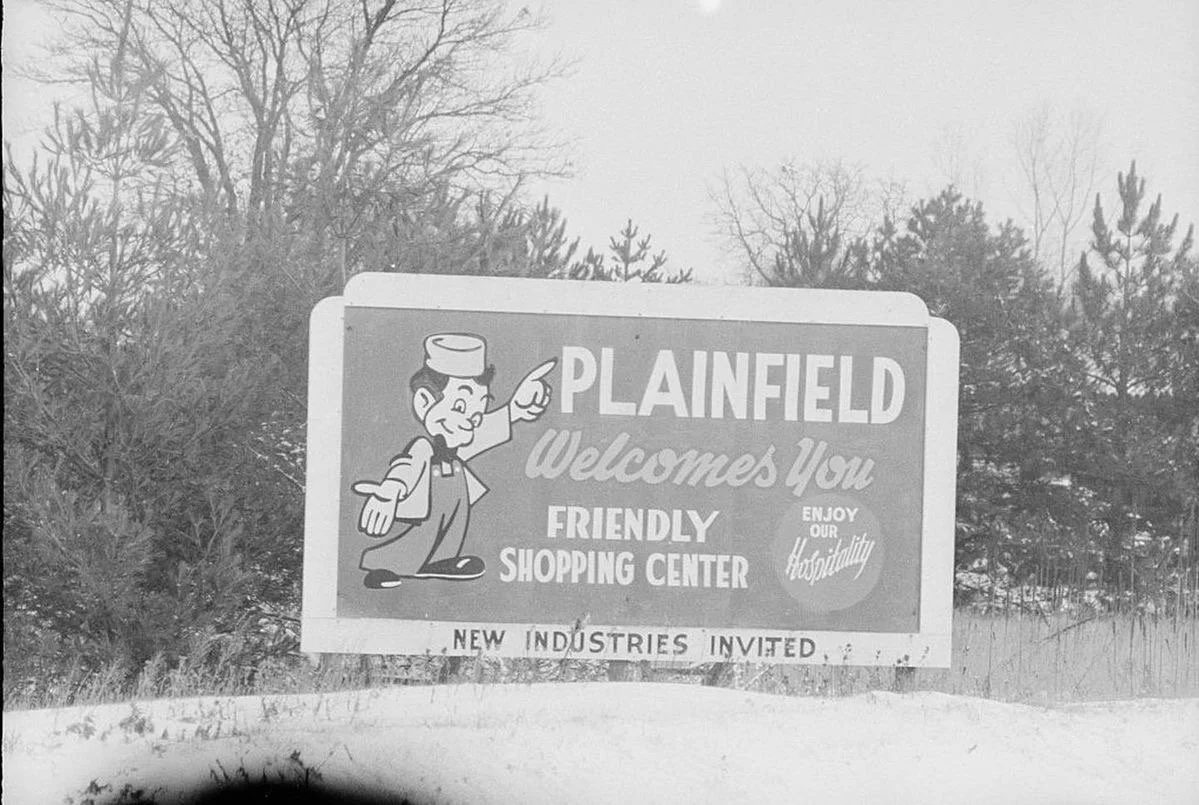 PLAINFIELD
Welcomes You
FRIENDLY
SHOPPING CENTER
ENJOY
OUR
Hospitality
NEW INDUSTRIES INVITED